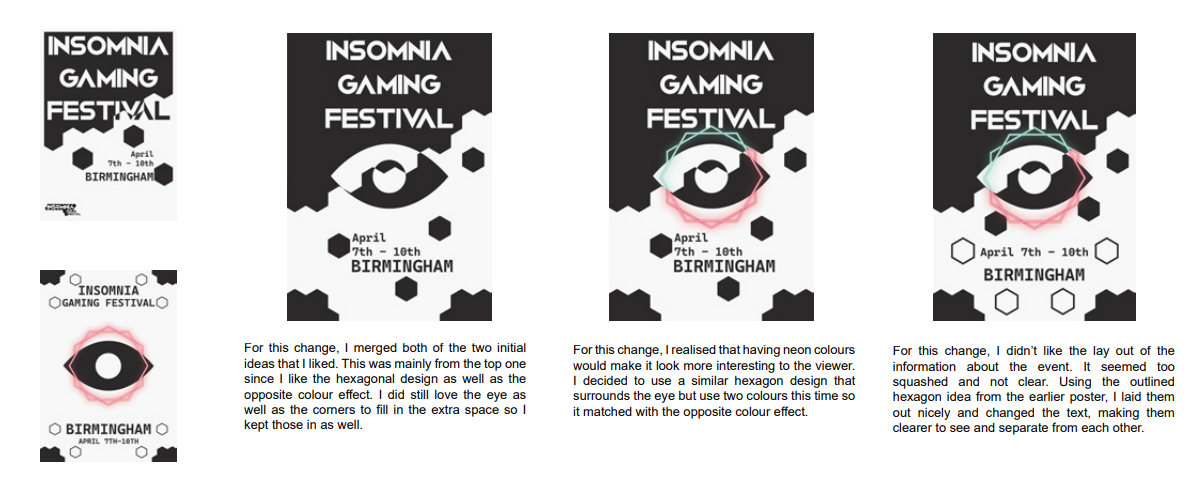 INSOMNIA
GAMING
FESTIVAL
April
7th - 10th
BIRMINGHAM
INSOMNIA
GAMING FESTIVAL
BIRMINGHAM
APRIL 7TH-10TH
INSOMNIA
GAMING
FESTIVAL
April
7th - 10th
BIRMINGHAM
For this change, I merged both of the two initial
ideas that I liked. This was mainly from the top one
since I like the hexagonal design as well as the
opposite colour effect. I did still love the eye as
well as the corners to fill in the extra space so I
kept those in as well.
INSOMNIA
GAMING
FESTIVAL
April
7th - 10th
BIRMINGHAM
For this change, I realised that having neon colours
would make it look more interesting to the viewer.
I decided to use a similar hexagon design that
surrounds the eye but use two colours this time so
it matched with the opposite colour effect.
INSOMNIA
GAMING
FESTIVAL
April 7th - 10th
BIRMINGHAM
For this change, I didn't like the lay out of the
information about the event. It seemed too
squashed and not clear. Using the outlined
hexagon idea from the earlier poster, I laid them
out nicely and changed the text, making them
clearer to see and separate from each other.